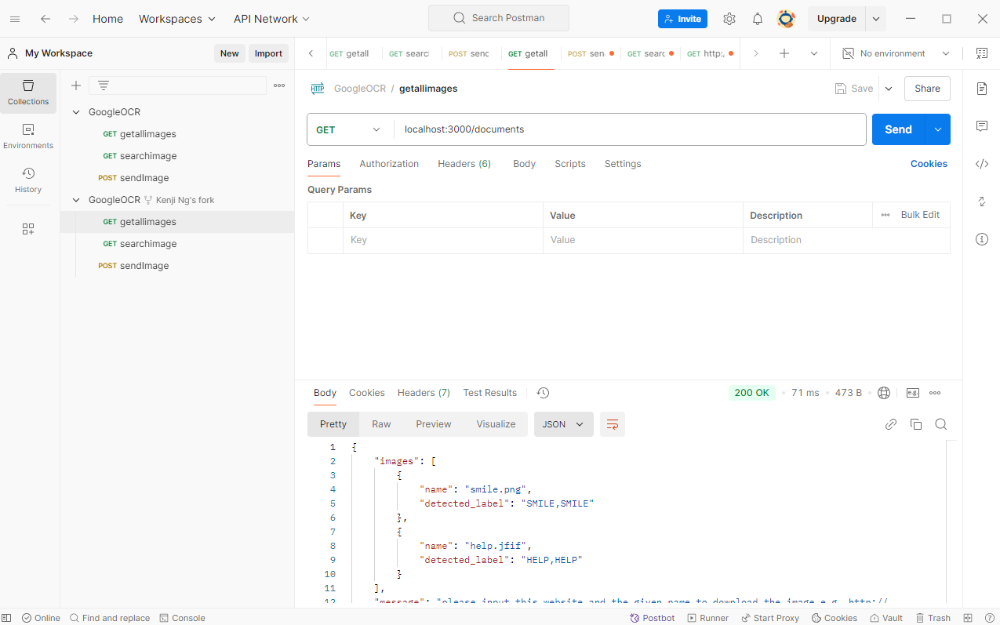 Home Workspaces API Network Search Postman Invite Upgrade
My Workspace New Import GET getall GET searc POST senc GET getall POST sen GET searc GET http:, No environment
Collections
Environments
History
GoogleOCR
GET getallimages
GET searchimage
POST sendImage
GoogleOCR Kenji Ng's fork
GET getallimages
GET searchimage
POST sendImage
HTTP GoogleOCR / getallimages Save Share
GET localhost:3000/documents Send
Params Authorization Headers (6) Body Scripts Settings Cookies
Query Params
Key Value Description Bulk Edit
Key Value Description
Body Cookies Headers (7) Test Results 200 OK 71 ms 473 B e.g.
Pretty Raw Preview Visualize JSON
1 {
2 "images": [
3 {
4 "name": "smile.png",
5 "detected_label": "SMILE,SMILE"
6 },
7 {
8 "name": "help.jfif",
9 "detected_label": "HELP,HELP"
10 }
11 ],
12 "message": "please input this website and the given name to download the image e.g. http://
Online Find and replace Console Postbot Runner Start Proxy Cookies Vault Trash